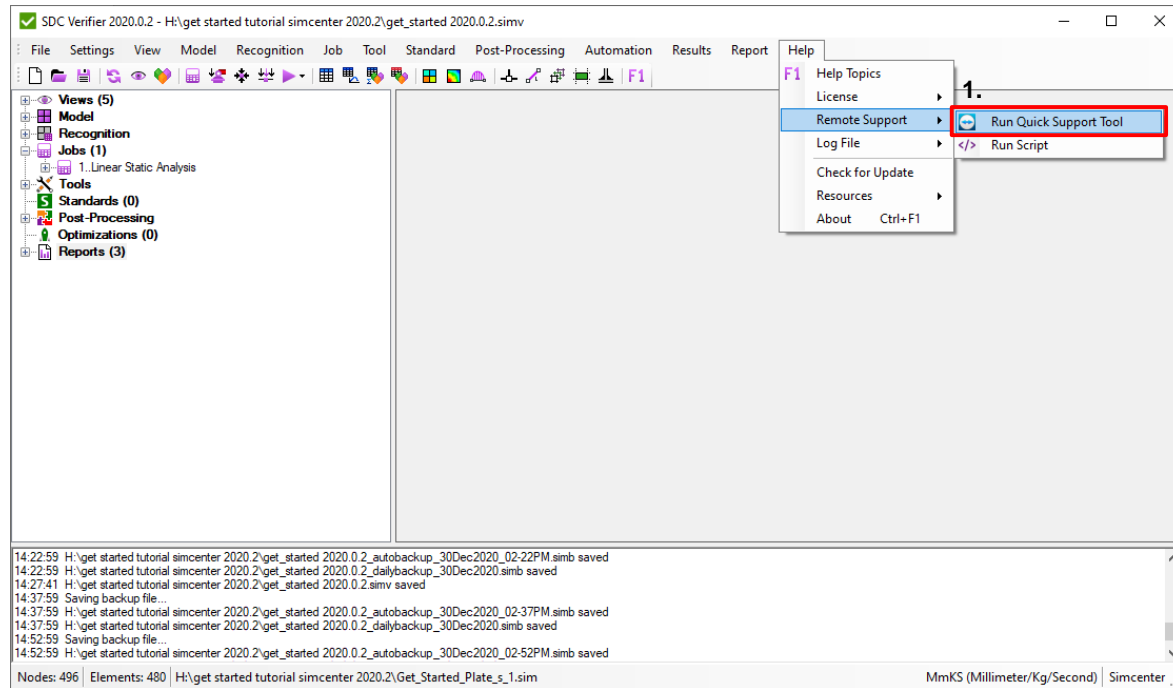 SDC Verifier 2020.0.2 - H:\get started tutorial simcenter 2020.2\get_started 2020.0.2.simv
File Settings View Model Recognition Job Tool Standard Post-Processing Automation Results Report Help
F1
Views (5)
Model
Recognition
Jobs (1)
1..Linear Static Analysis
Tools
Standards (0)
Post-Processing
Optimizations (0)
Reports (3)
F1 Help Topics
License
Remote Support
Log File
Check for Update
Resources
About Ctrl+F1
1.
Run Quick Support Tool
</> Run Script
14:22:59 H:\get started tutorial simcenter 2020.2\get_started 2020.0.2_autobackup_30Dec2020_02-22PM.simb saved
14:22:59 H:\get started tutorial simcenter 2020.2\get_started 2020.0.2_dailybackup_30Dec2020.simb saved
14:27:41 H:\get started tutorial simcenter 2020.2\get_started 2020.0.2.simv saved
14:37:59 Saving backup file...
14:37:59 H:\get started tutorial simcenter 2020.2\get_started 2020.0.2_autobackup_30Dec2020_02-37PM.simb saved
14:37:59 H:\get started tutorial simcenter 2020.2\get_started 2020.0.2_dailybackup_30Dec2020.simb saved
14:52:59 Saving backup file...
14:52:59 H:\get started tutorial simcenter 2020.2\get_started 2020.0.2_autobackup_30Dec2020_02-52PM.simb saved
Nodes: 496 Elements: 480 H:\get started tutorial simcenter 2020.2\Get_Started_Plate_s_1.sim MmKS (Millimeter/Kg/Second) Simcenter